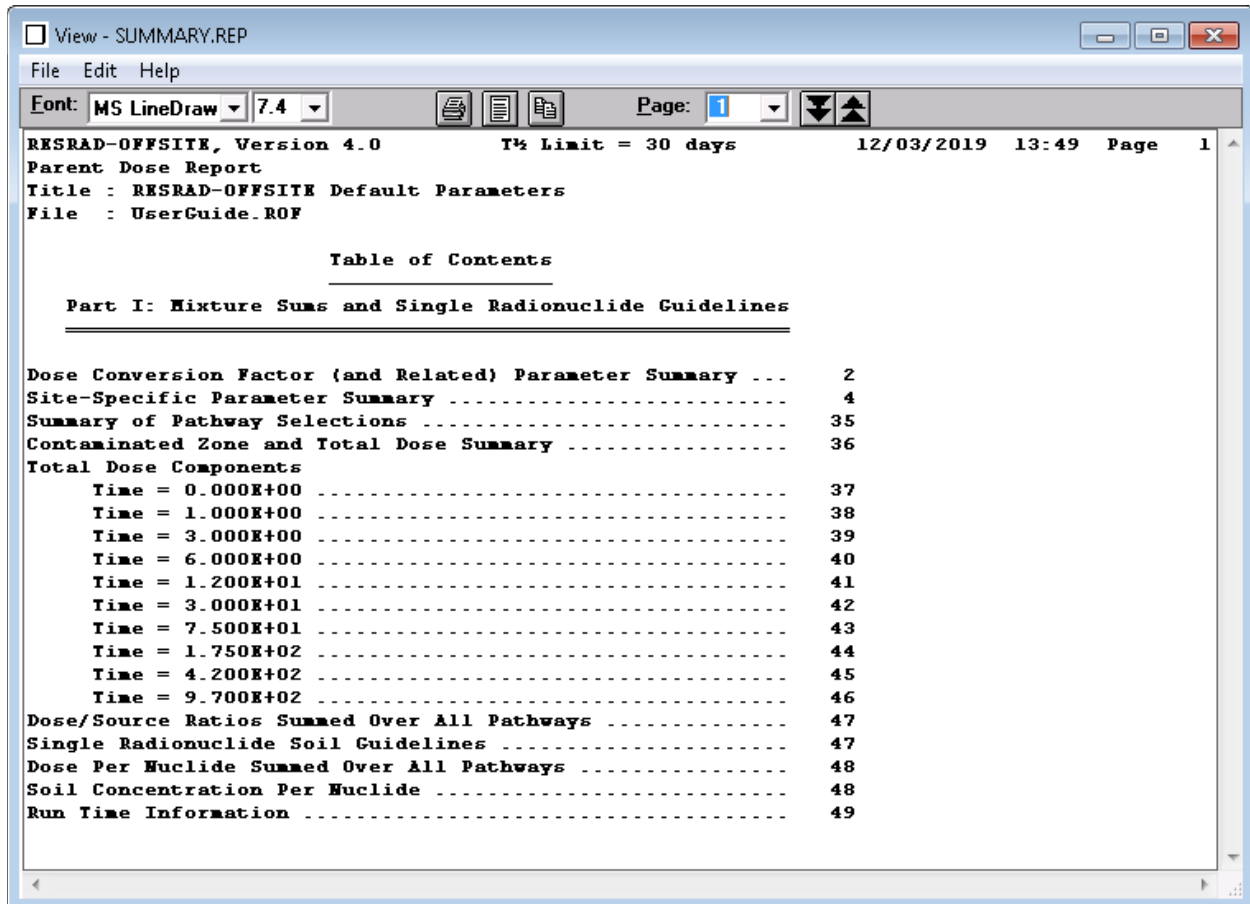 View - SUMMARY.REP
File Edit Help
Font: MS LineDraw 7.4 Page: 1
RESRAD-OFFSITE, Version 4.0 T½ Limit = 30 days 12/03/2019 13:49 Page 1
Parent Dose Report
Title : RESRAD-OFFSITE Default Parameters
File : UserGuide.ROF
Table of Contents
Part I: Mixture Sums and Single Radionuclide Guidelines
Dose Conversion Factor (and Related) Parameter Summary ... 2
Site-Specific Parameter Summary .......................... 4
Summary of Pathway Selections ............................ 35
Contaminated Zone and Total Dose Summary ................. 36
Total Dose Components
Time = 0.000E+00 .................................... 37
Time = 1.000E+00 .................................... 38
Time = 3.000E+00 .................................... 39
Time = 6.000E+00 .................................... 40
Time = 1.200E+01 .................................... 41
Time = 3.000E+01 .................................... 42
Time = 7.500E+01 .................................... 43
Time = 1.750E+02 .................................... 44
Time = 4.200E+02 .................................... 45
Time = 9.700E+02 .................................... 46
Dose/Source Ratios Summed Over All Pathways .............. 47
Single Radionuclide Soil Guidelines ...................... 47
Dose Per Nuclide Summed Over All Pathways ................ 48
Soil Concentration Per Nuclide ........................... 48
Run Time Information ..................................... 49